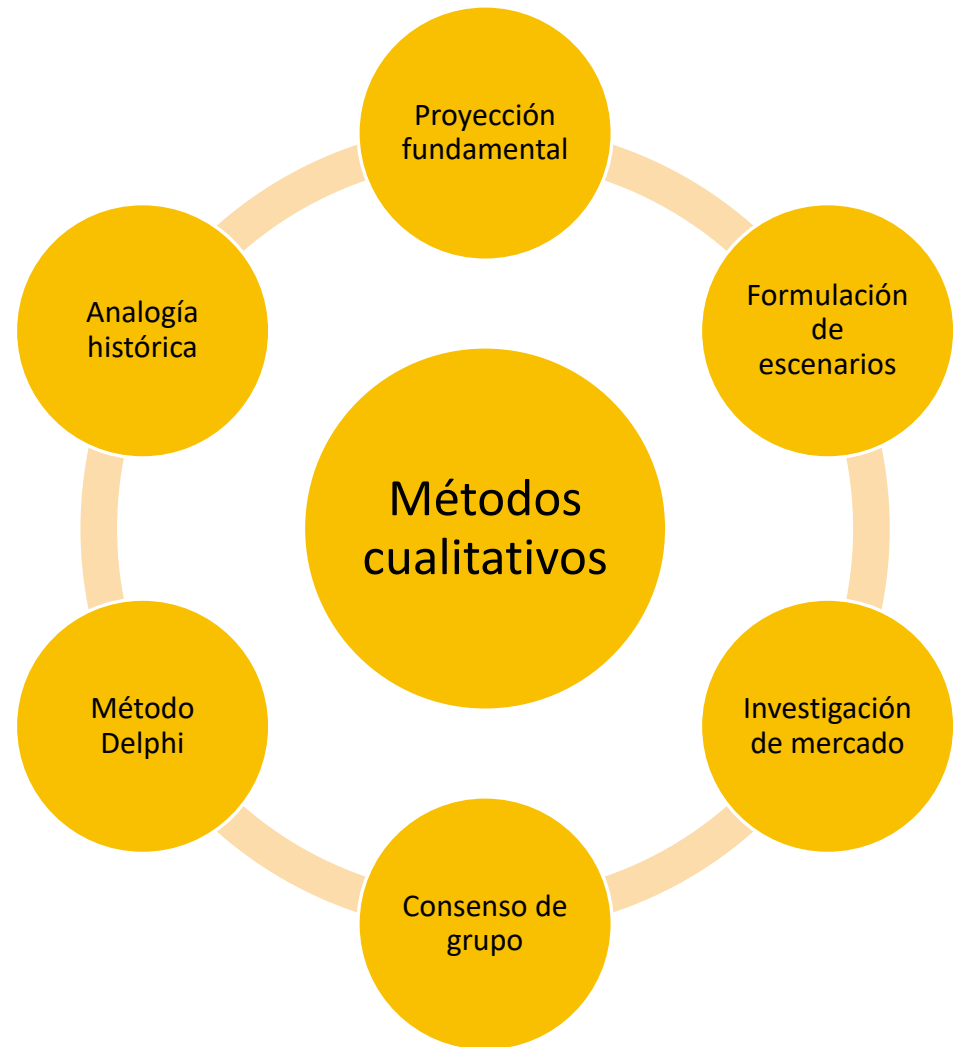 Proyección
fundamental
Formulación
de
escenarios
Investigación
de mercado
Consenso de
grupo
Método
Delphi
Analogía
histórica
Métodos
cualitativos